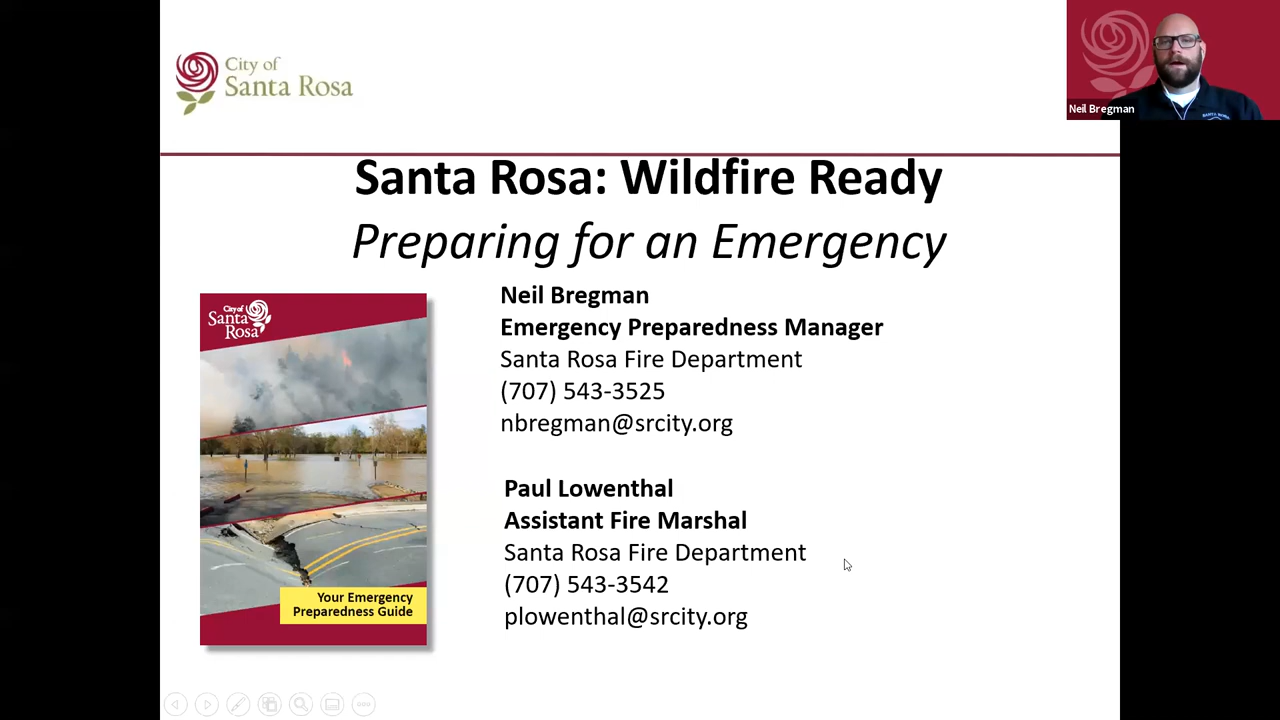 City of
Santa Rosa
Neil Bregman
Santa Rosa: Wildfire Ready
Preparing for an Emergency
Neil Bregman
Emergency Preparedness Manager
Santa Rosa Fire Department
(707) 543-3525
nbregman@srcity.org
Paul Lowenthal
Assistant Fire Marshal
Santa Rosa Fire Department
(707) 543-3542
plowenthal@srcity.org
City of
Santa
Rosa
Your Emergency
Preparedness Guide